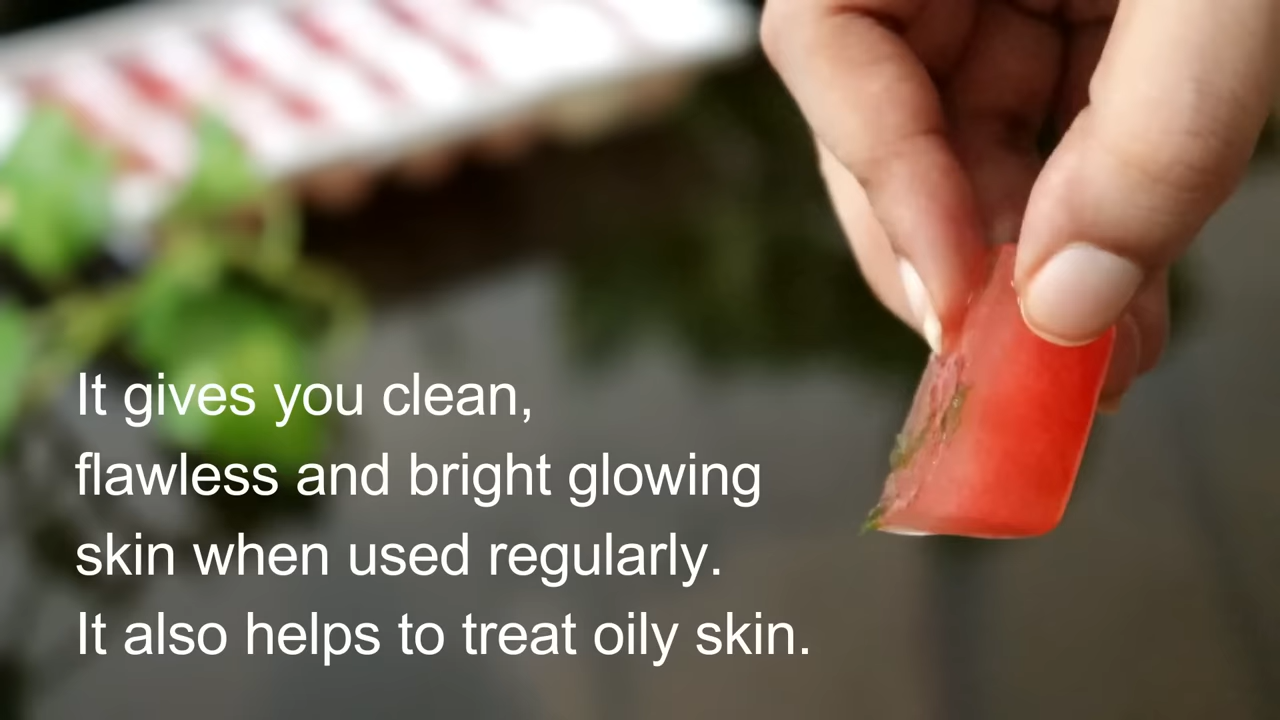 It gives you clean,
flawless and bright glowing
skin when used regularly.
It also helps to treat oily skin.